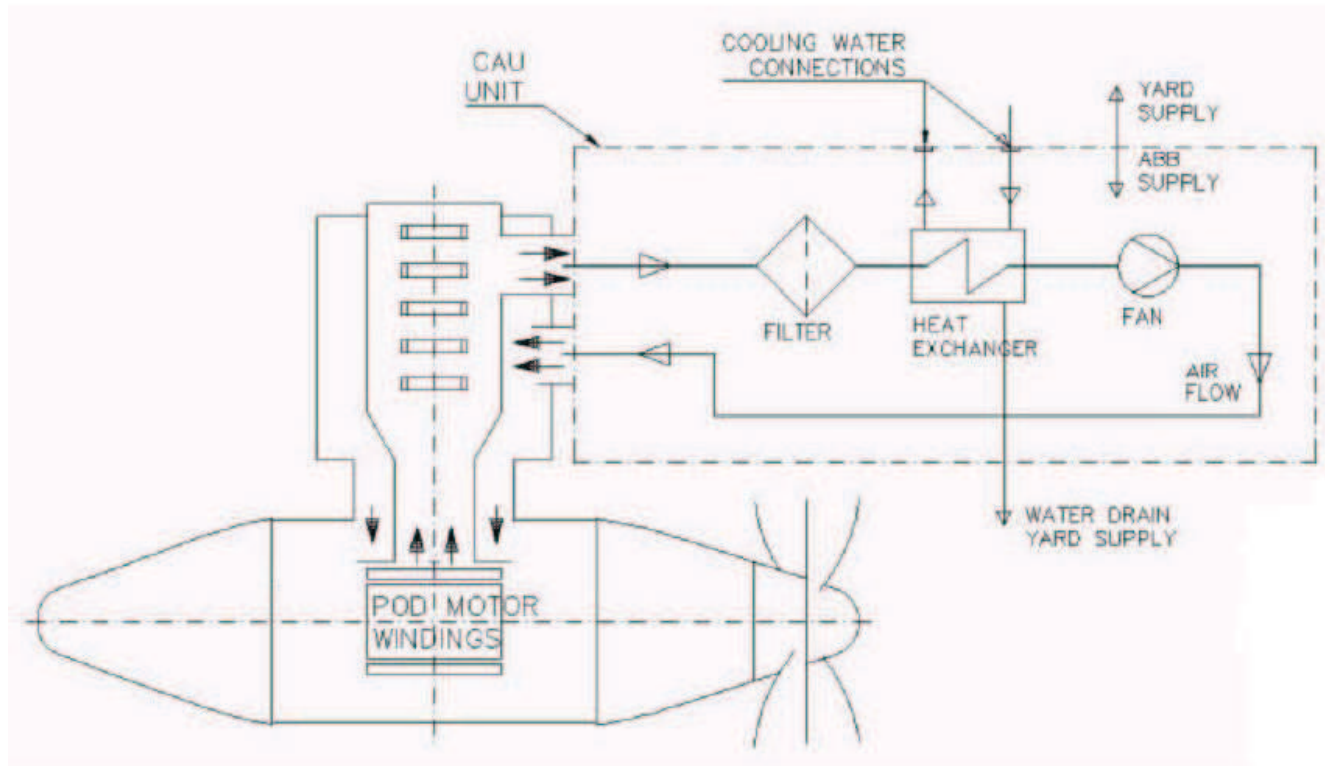 COOLING WATER
CONNECTIONS
CAU
UNIT
YARD
SUPPLY
ABB
SUPPLY
FILTER
HEAT
EXCHANGER
FAN
AIR
FLOW
WATER DRAIN
YARD SUPPLY
POD MOTOR
WINDINGS